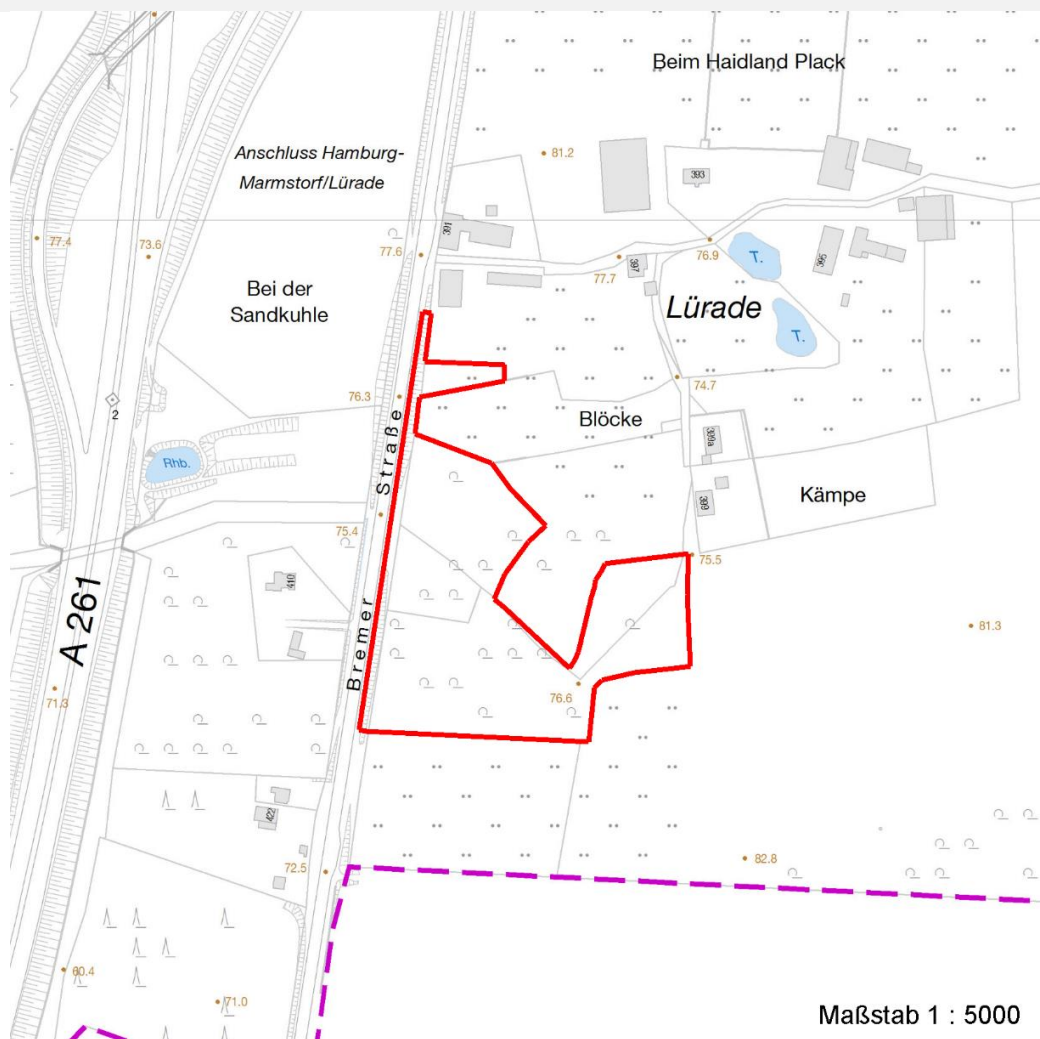 Beim Haidland Plack
81.2
Anschluss Hamburg-
Marmstorf/Lürade
393
391
77.4
73.6
77.6
77.7
397
76.9
T.
395
Bei der
Sandkuhle
Lürade
T.
76.3
74.7
2
Blöcke
399a
Rhb.
Kämpe
399
75.4
Bremer Straße
75.5
410
A 261
81.3
71.3
76.6
422
72.5
82.8
60.4
71.0
Maßstab 1 : 5000